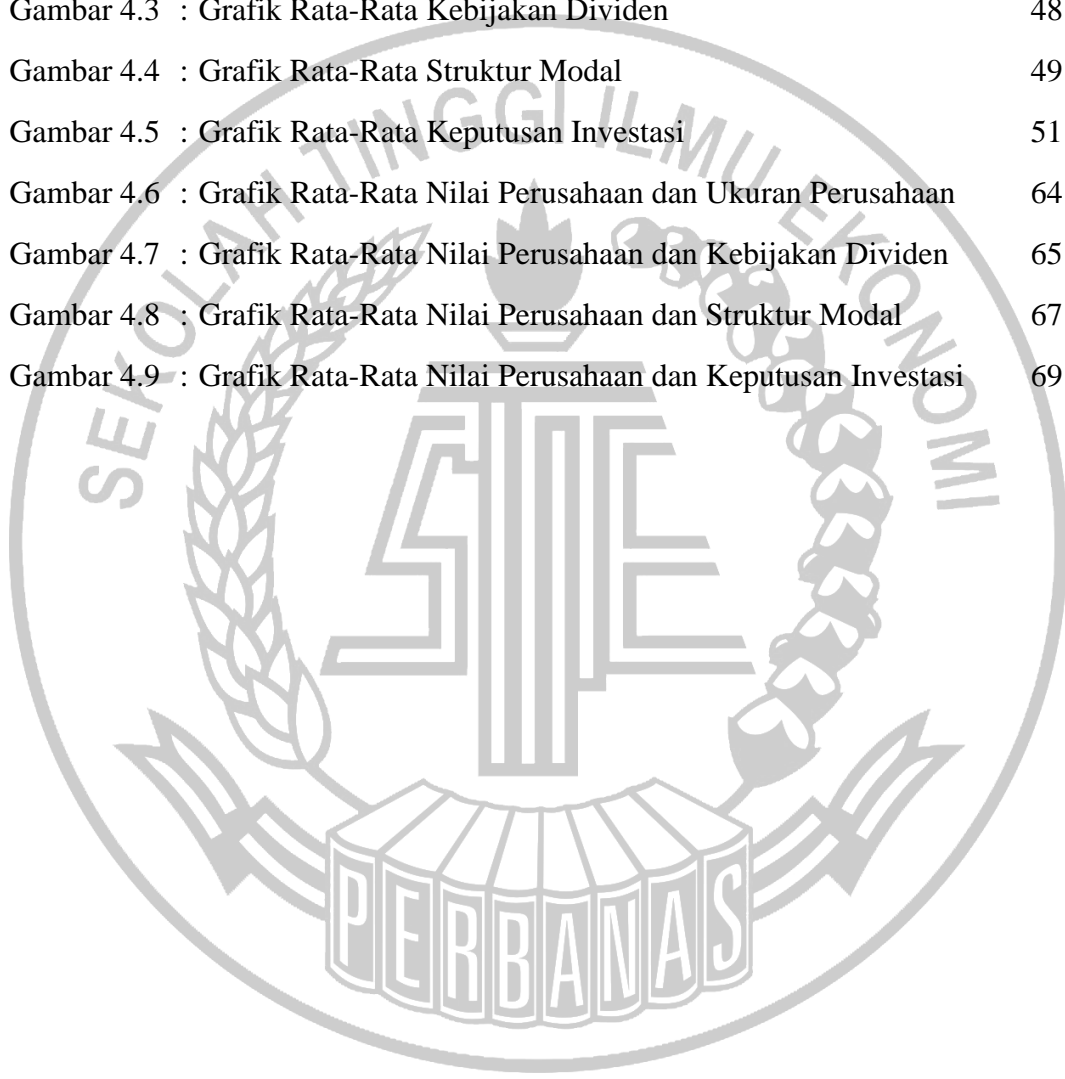 Gambar 4.3 : Grafik Rata-Rata Kebijakan Dividen 48
Gambar 4.4 : Grafik Rata-Rata Struktur Modal 49
Gambar 4.5 : Grafik Rata-Rata Keputusan Investasi 51
Gambar 4.6 : Grafik Rata-Rata Nilai Perusahaan dan Ukuran Perusahaan 64
Gambar 4.7 : Grafik Rata-Rata Nilai Perusahaan dan Kebijakan Dividen 65
Gambar 4.8 : Grafik Rata-Rata Nilai Perusahaan dan Struktur Modal 67
Gambar 4.9 : Grafik Rata-Rata Nilai Perusahaan dan Keputusan Investasi 69
SEKOLAH TINGGI ILMU EKONOMI
STIE
PERBANAS